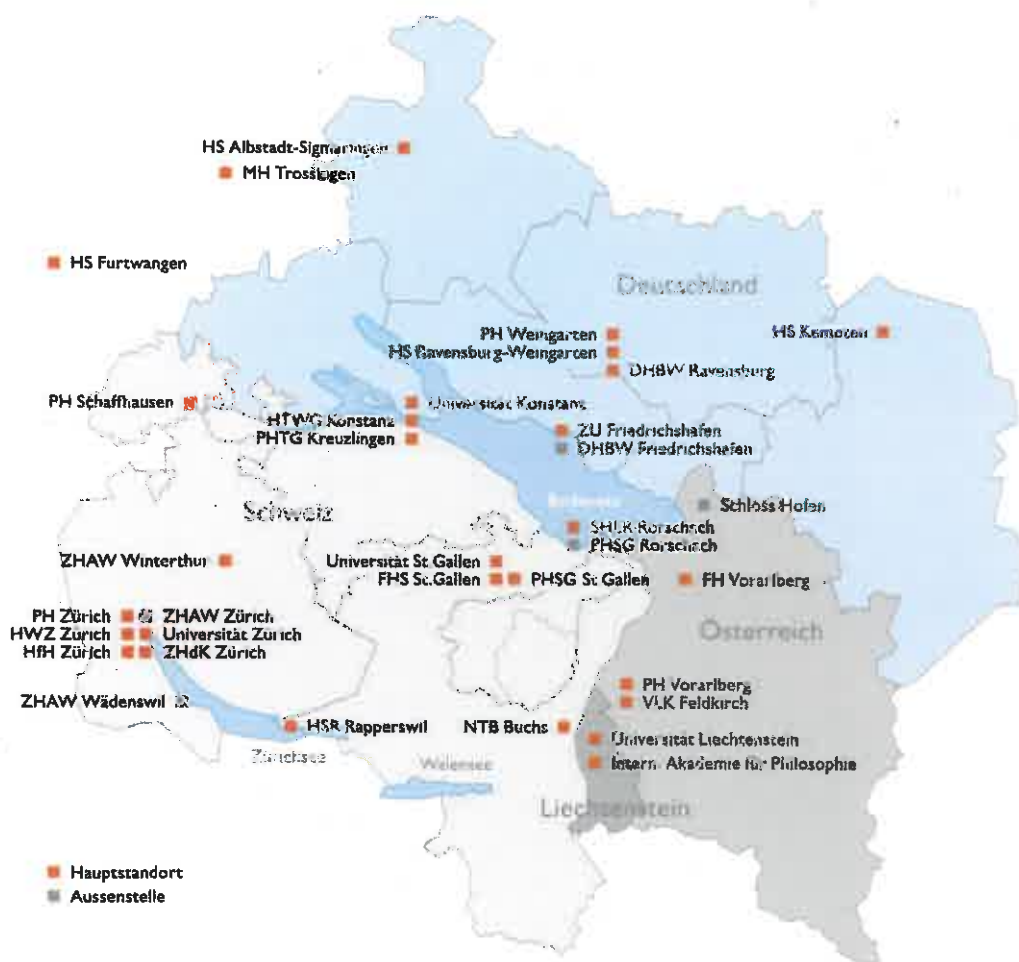 HS Albstadt-Sigmaringen
MH Trossingen
HS Furtwangen
Deutschland
PH Weingarten
HS Kempten
HS Ravensburg-Weingarten
DHBW Ravensburg
PH Schaffhausen
Universität Konstanz
HTWG Konstanz
ZU Friedrichshafen
PHTG Kreuzlingen
DHBW Friedrichshafen
Schloss Hofen
Schweiz
SHLR Rorschach
PHSG Rorschach
ZHAW Winterthur
Universität St.Gallen
FHS St.Gallen
PHSG St.Gallen
FH Vorarlberg
PH Zürich
ZHAW Zürich
HWZ Zürich
Universität Zürich
Österreich
HfH Zürich
ZHdK Zürich
PH Vorarlberg
ZHAW Wädenswil
VLK Feldkirch
HSR Rapperswil
NTB Buchs
Universität Liechtenstein
Zürichsee
Walensee
Intern. Akademie für Philosophie
Liechtenstein
Hauptstandort
Aussenstelle